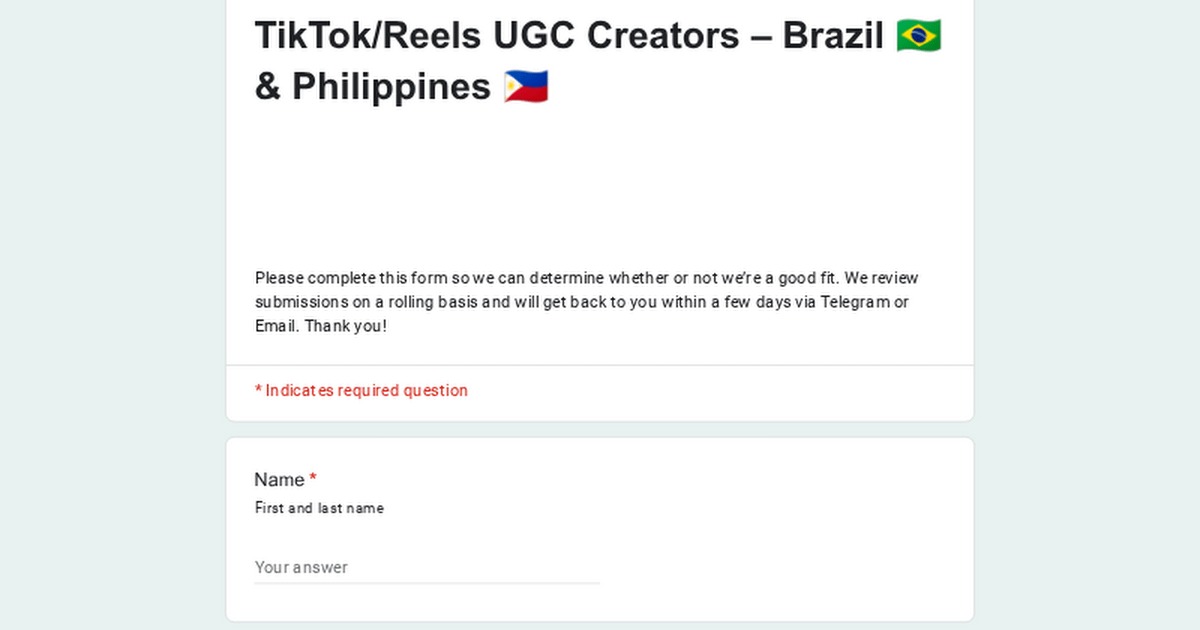 TikTok/Reels UGC Creators – Brazil 🇧🇷
& Philippines 🇵🇭
Please complete this form so we can determine whether or not we’re a good fit. We review
submissions on a rolling basis and will get back to you within a few days via Telegram or
Email. Thank you!
* Indicates required question
Name *
First and last name
Your answer